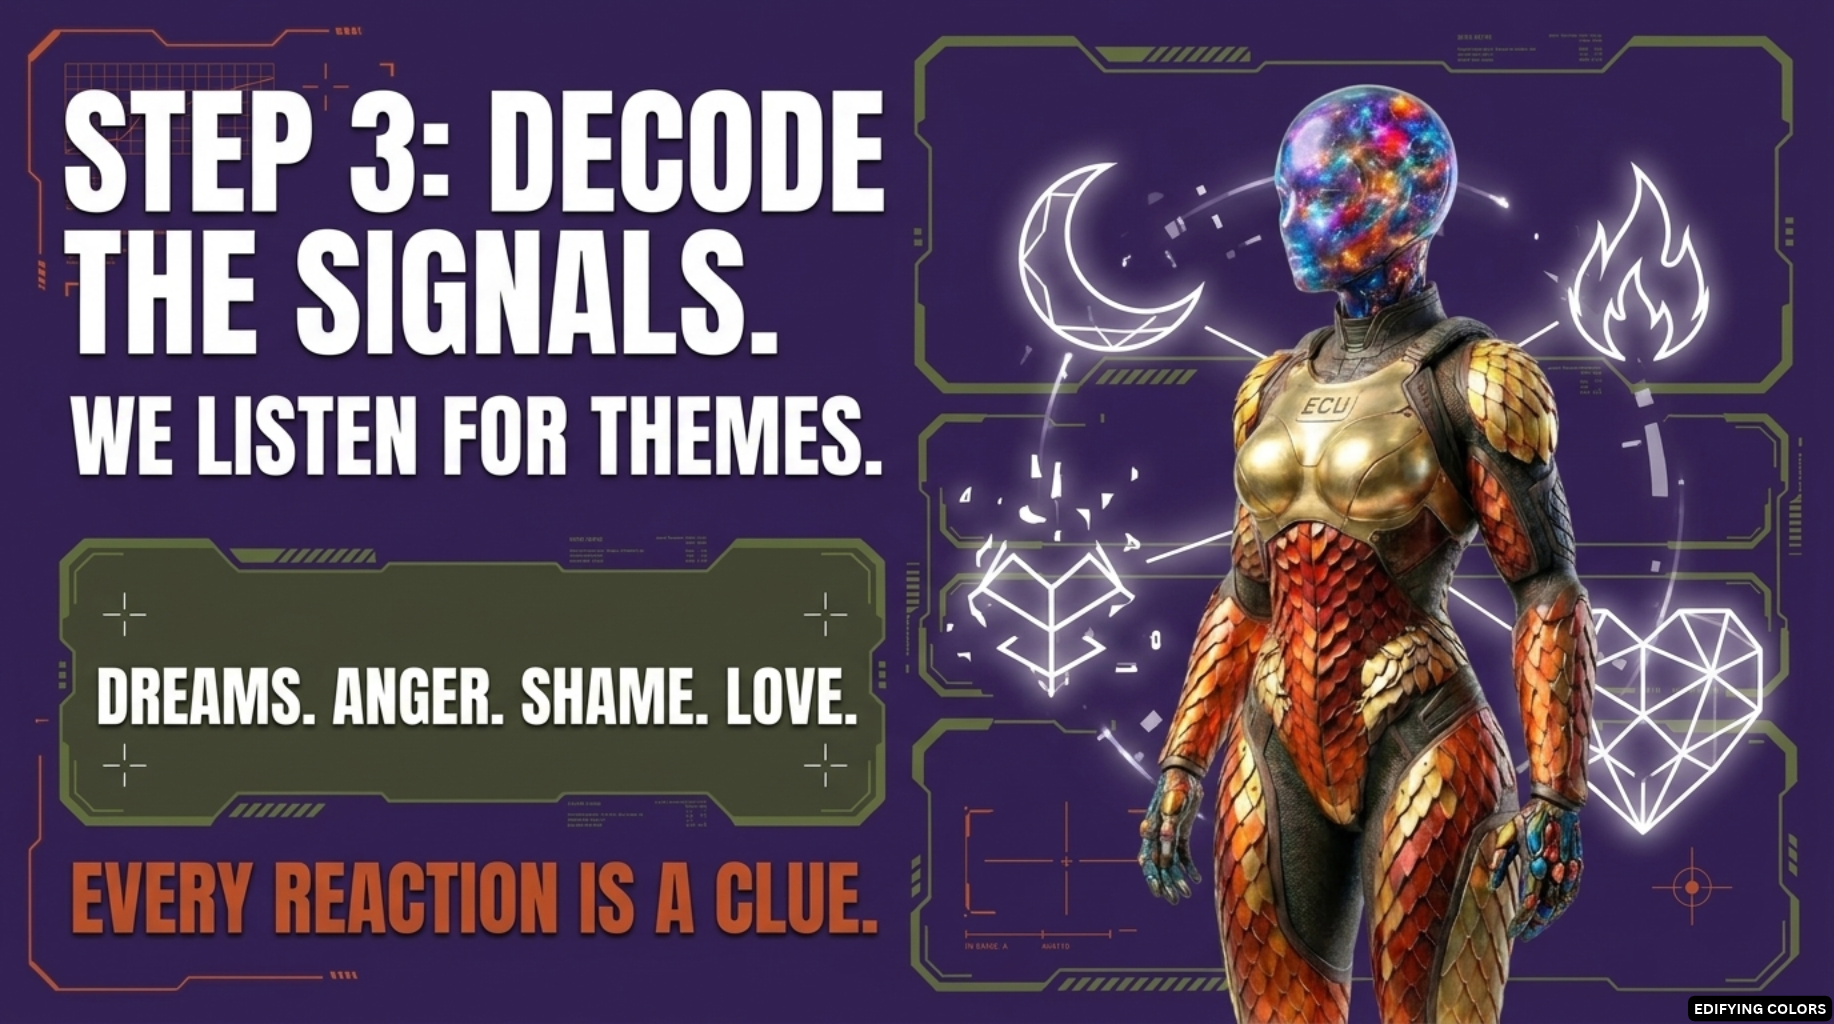 STEP 3: DECODE
THE SIGNALS.
WE LISTEN FOR THEMES.
DREAMS. ANGER. SHAME. LOVE.
EVERY REACTION IS A CLUE.
ECU
EDIFYING COLORS